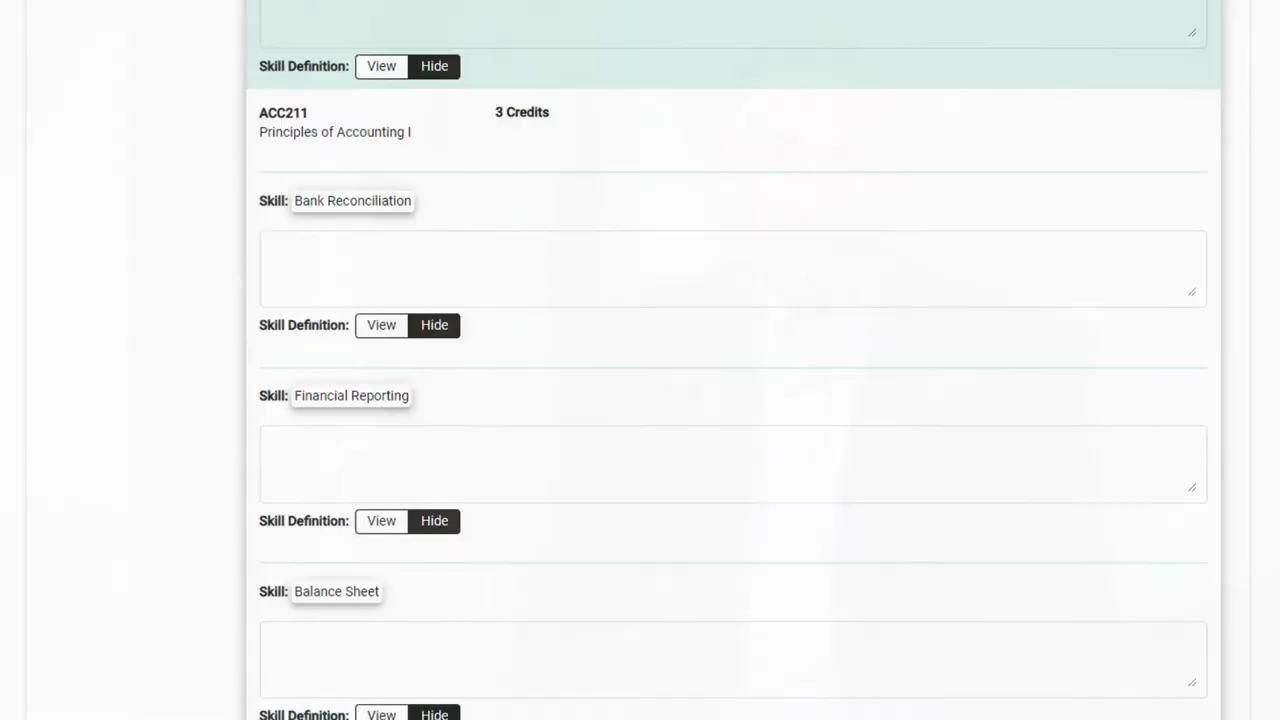 Skill Definition: View Hide
ACC211 3 Credits
Principles of Accounting I
Skill: Bank Reconciliation
Skill Definition: View Hide
Skill: Financial Reporting
Skill Definition: View Hide
Skill: Balance Sheet
Skill Definition: View Hide